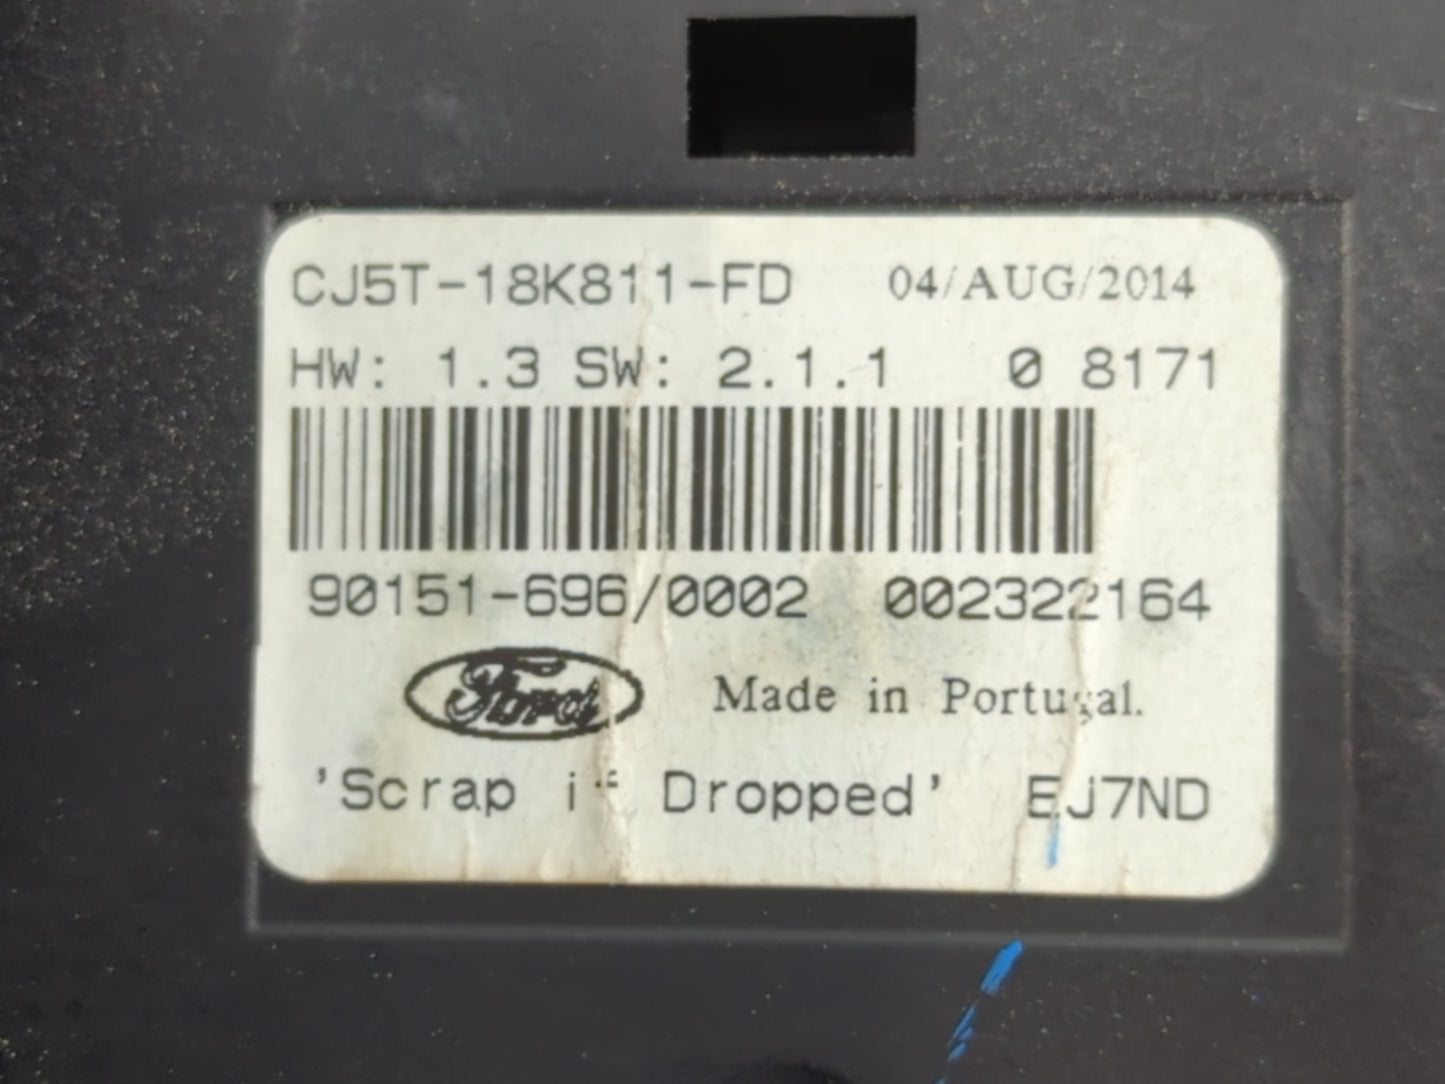 CJ5T-18K811-FD 04/AUG/2014
HW: 1.3 SW: 2.1.1 0 8171
90151-696/0002 002322164
Ford Made in Portugal.
'Scrap if Dropped' EJ7ND